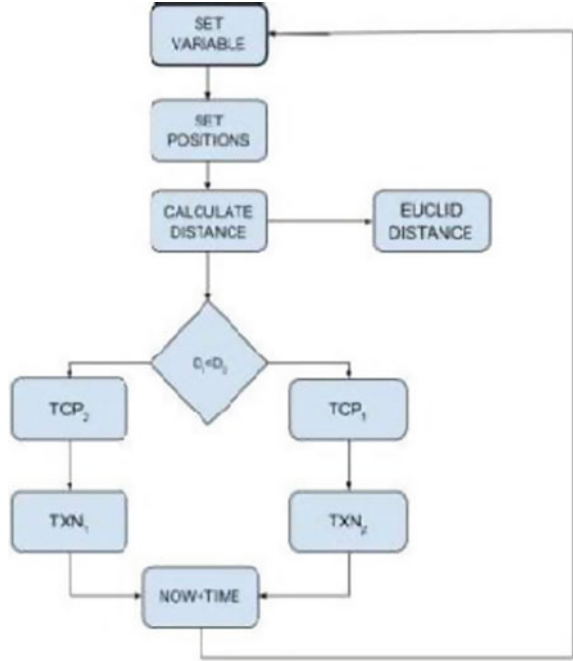 SET
VARIABLE
SET
POSITIONS
CALCULATE
DISTANCE
EUCLID
DISTANCE
TCP₂
TCP₁
TXN₁
TXN₂